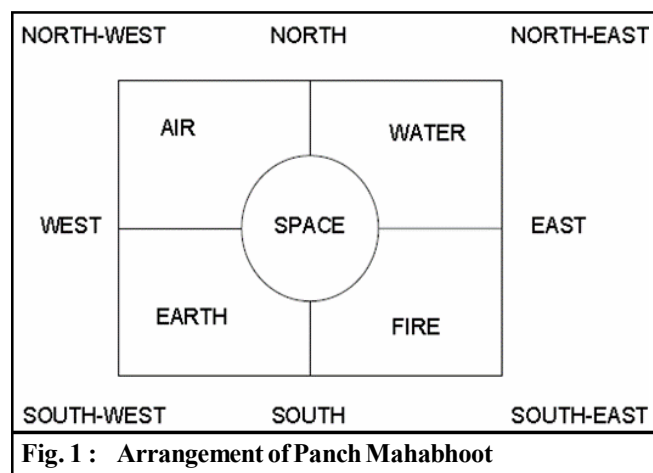 NORTH-WEST NORTH NORTH-EAST
AIR
WATER
WEST SPACE EAST
EARTH
FIRE
SOUTH-WEST SOUTH SOUTH-EAST
Fig. 1 : Arrangement of Panch Mahabhoot